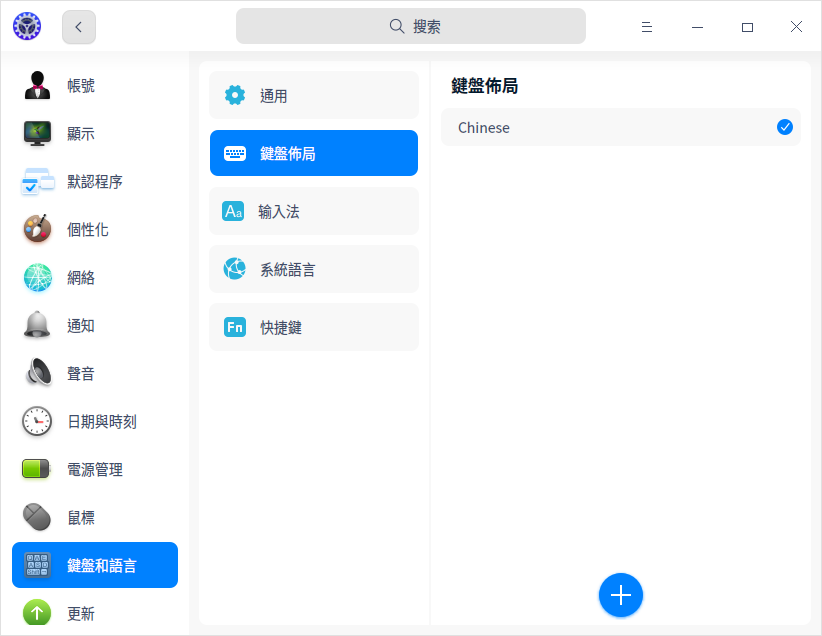 搜索
帳號
顯示
默認程序
個性化
網絡
通知
聲音
日期與時刻
電源管理
鼠標
鍵盤和語言
更新
通用
鍵盤佈局
Aa 输入法
系統語言
Fn 快捷鍵
鍵盤佈局
Chinese